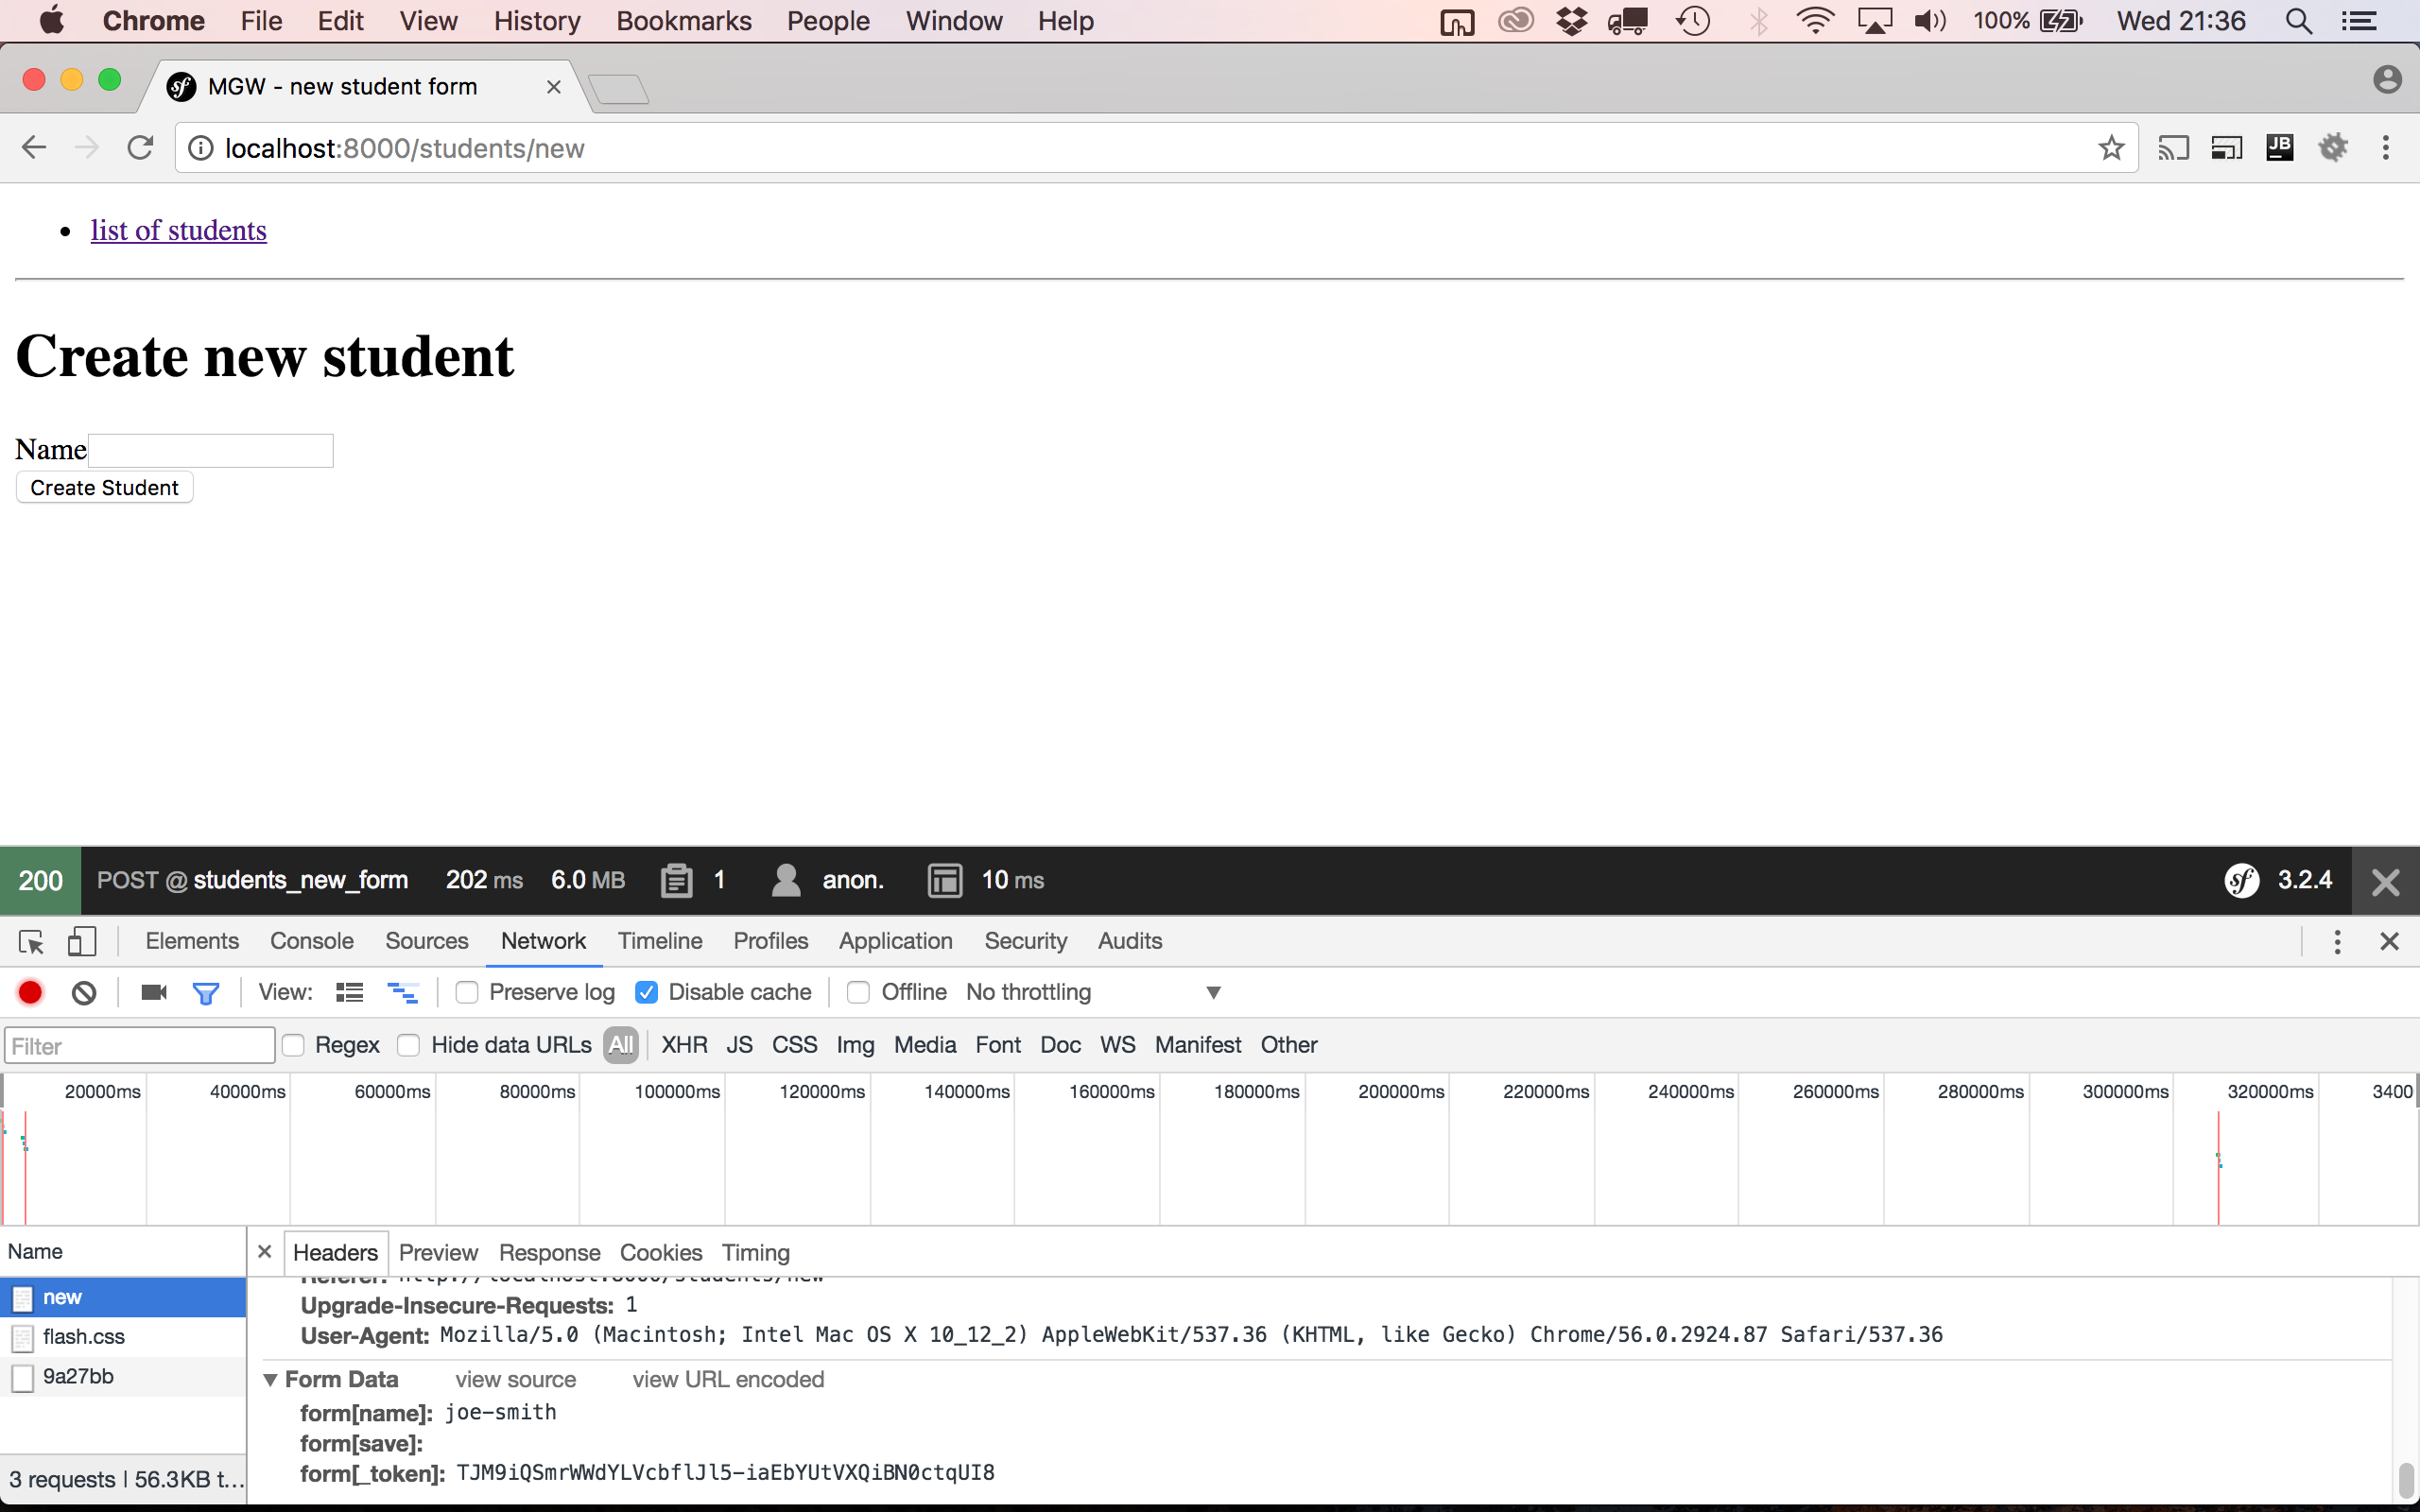 Chrome File Edit View History Bookmarks People Window Help 100% Wed 21:36
MGW - new student form
localhost:8000/students/new
JB
list of students
Create new student
Name
Create Student
200 POST @ students_new_form 202 ms 6.0 MB 1 anon. 10 ms sf 3.2.4
Elements Console Sources Network Timeline Profiles Application Security Audits
View: Preserve log Disable cache Offline No throttling
Filter Regex Hide data URLs All XHR JS CSS Img Media Font Doc WS Manifest Other
20000ms 40000ms 60000ms 80000ms 100000ms 120000ms 140000ms 160000ms 180000ms 200000ms 220000ms 240000ms 260000ms 280000ms 300000ms 320000ms 3400
Name Headers Preview Response Cookies Timing
Referer: http://localhost:8000/students/new
new
Upgrade-Insecure-Requests: 1
flash.css
User-Agent: Mozilla/5.0 (Macintosh; Intel Mac OS X 10_12_2) AppleWebKit/537.36 (KHTML, like Gecko) Chrome/56.0.2924.87 Safari/537.36
9a27bb
Form Data view source view URL encoded
form[name]: joe-smith
form[save]:
form[_token]: TJM9iQSmrWWdYLVcbflJl5-iaEbYUtVXQiBN0ctqUI8
3 requests | 56.3KB t...